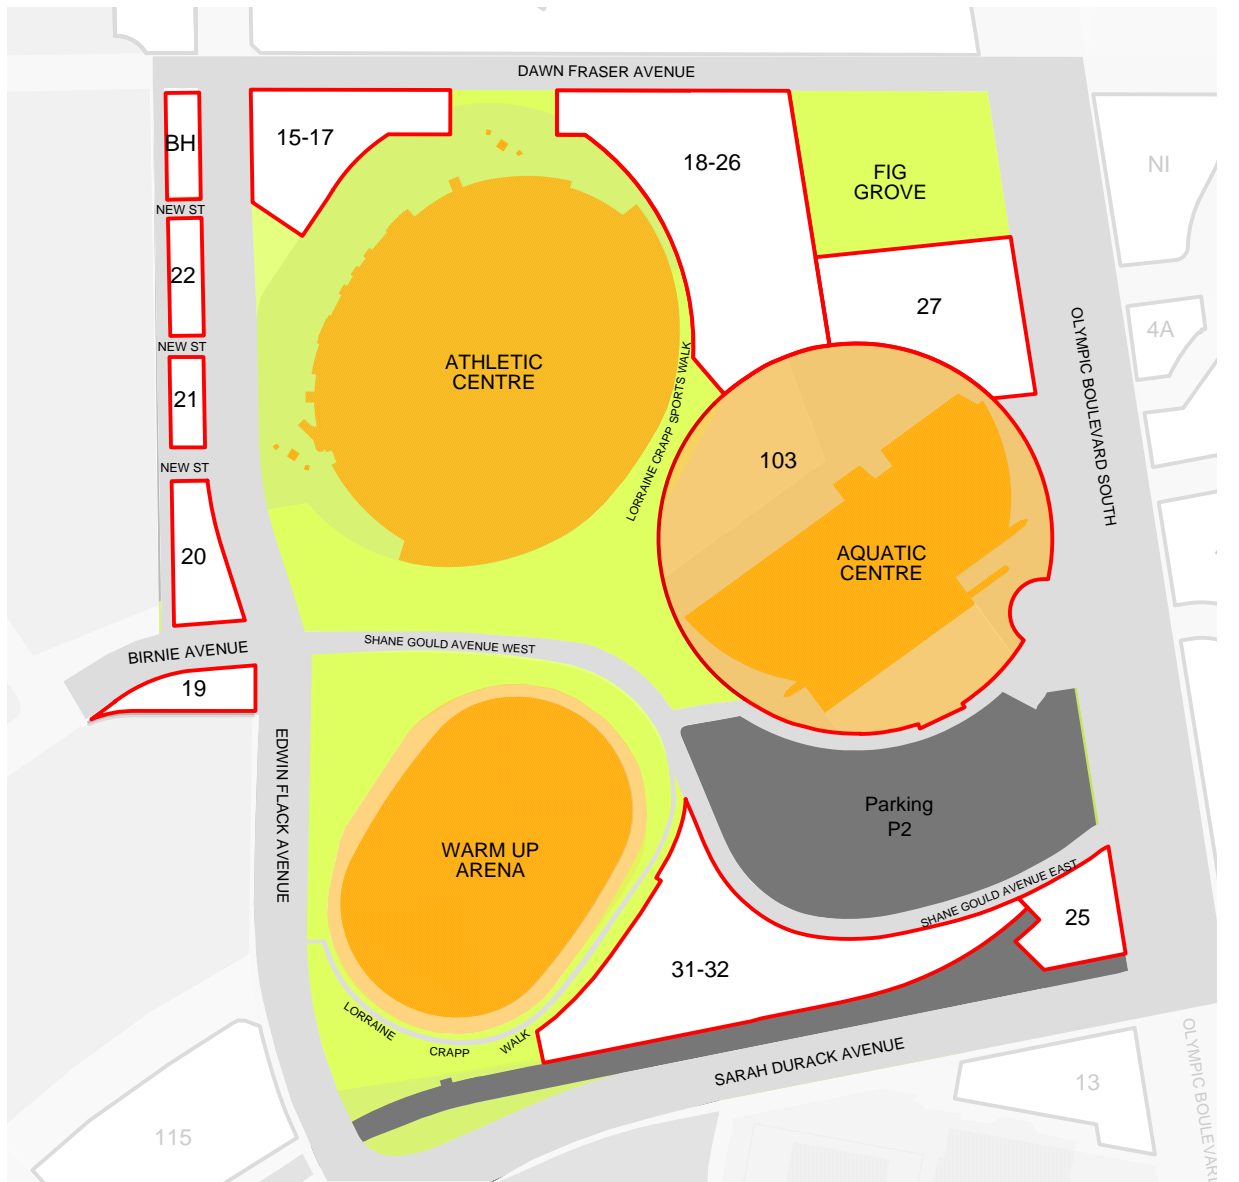 DAWN FRASER AVENUE
BH
15-17
18-26
FIG
GROVE
NI
NEW ST
22
27
4A
NEW ST
ATHLETIC
CENTRE
LORRAINE CRAPP SPORTS WALK
OLYMPIC BOULEVARD SOUTH
21
NEW ST
103
20
AQUATIC
CENTRE
BIRNIE AVENUE
SHANE GOULD AVENUE WEST
19
EDWIN FLACK AVENUE
WARM UP
ARENA
Parking
P2
SHANE GOULD AVENUE EAST
25
31-32
LORRAINE
CRAPP
WALK
SARAH DURACK AVENUE
OLYMPIC BOULEVARD
13
115